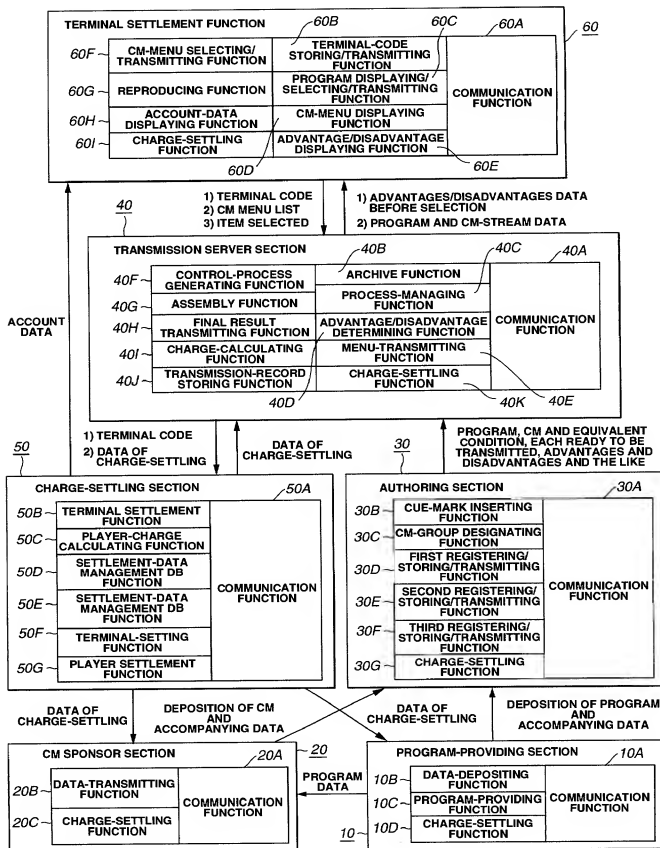 TERMINAL SETTLEMENT FUNCTION
60B
60C
60A
60
60F
CM-MENU SELECTING/
TRANSMITTING FUNCTION
TERMINAL-CODE
STORING/TRANSMITTING
FUNCTION
60G
REPRODUCING FUNCTION
PROGRAM DISPLAYING/
SELECTING/TRANSMITTING
FUNCTION
COMMUNICATION
FUNCTION
60H
ACCOUNT-DATA
DISPLAYING FUNCTION
CM-MENU DISPLAYING
FUNCTION
60I
CHARGE-SETTLING
FUNCTION
ADVANTAGE/DISADVANTAGE
DISPLAYING FUNCTION
60D
60E
1) TERMINAL CODE
2) CM MENU LIST
3) ITEM SELECTED
1) ADVANTAGES/DISADVANTAGES DATA
BEFORE SELECTION
2) PROGRAM AND CM-STREAM DATA
ACCOUNT
DATA
40
TRANSMISSION SERVER SECTION
40B
40C
40A
40F
CONTROL-PROCESS
GENERATING FUNCTION
ARCHIVE FUNCTION
40G
ASSEMBLY FUNCTION
PROCESS-MANAGING
FUNCTION
40H
FINAL RESULT
TRANSMITTING FUNCTION
ADVANTAGE/DISADVANTAGE
DETERMINING FUNCTION
COMMUNICATION
FUNCTION
40I
CHARGE-CALCULATING
FUNCTION
MENU-TRANSMITTING
FUNCTION
40J
TRANSMISSION-RECORD
STORING FUNCTION
CHARGE-SETTLING
FUNCTION
40D
40K
40E
1) TERMINAL CODE
2) DATA OF
CHARGE-SETTLING
DATA OF
CHARGE-SETTLING
PROGRAM, CM AND EQUIVALENT
CONDITION, EACH READY TO BE
TRANSMITTED, ADVANTAGES AND
DISADVANTAGES AND THE LIKE
50
CHARGE-SETTLING SECTION
50A
50B
TERMINAL SETTLEMENT
FUNCTION
50C
PLAYER-CHARGE
CALCULATING FUNCTION
50D
SETTLEMENT-DATA
MANAGEMENT DB
FUNCTION
50E
SETTLEMENT-DATA
MANAGEMENT DB
FUNCTION
50F
TERMINAL-SETTING
FUNCTION
50G
PLAYER SETTLEMENT
FUNCTION
COMMUNICATION
FUNCTION
30
AUTHORING SECTION
30A
30B
CUE-MARK INSERTING
FUNCTION
30C
CM-GROUP DESIGNATING
FUNCTION
30D
FIRST REGISTERING/
STORING/TRANSMITTING
FUNCTION
30E
SECOND REGISTERING/
STORING/TRANSMITTING
FUNCTION
30F
THIRD REGISTERING/
STORING/TRANSMITTING
FUNCTION
30G
CHARGE-SETTLING
FUNCTION
COMMUNICATION
FUNCTION
DATA OF
CHARGE-SETTLING
DEPOSITION OF CM
AND
ACCOMPANYING DATA
DATA OF
CHARGE-SETTLING
DEPOSITION OF PROGRAM
AND
ACCOMPANYING DATA
CM SPONSOR SECTION
20
20A
20B
DATA-TRANSMITTING
FUNCTION
20C
CHARGE-SETTLING
FUNCTION
COMMUNICATION
FUNCTION
PROGRAM
DATA
PROGRAM-PROVIDING SECTION
10A
10B
DATA-DEPOSITING
FUNCTION
10C
PROGRAM-PROVIDING
FUNCTION
10D
CHARGE-SETTLING
FUNCTION
COMMUNICATION
FUNCTION
10